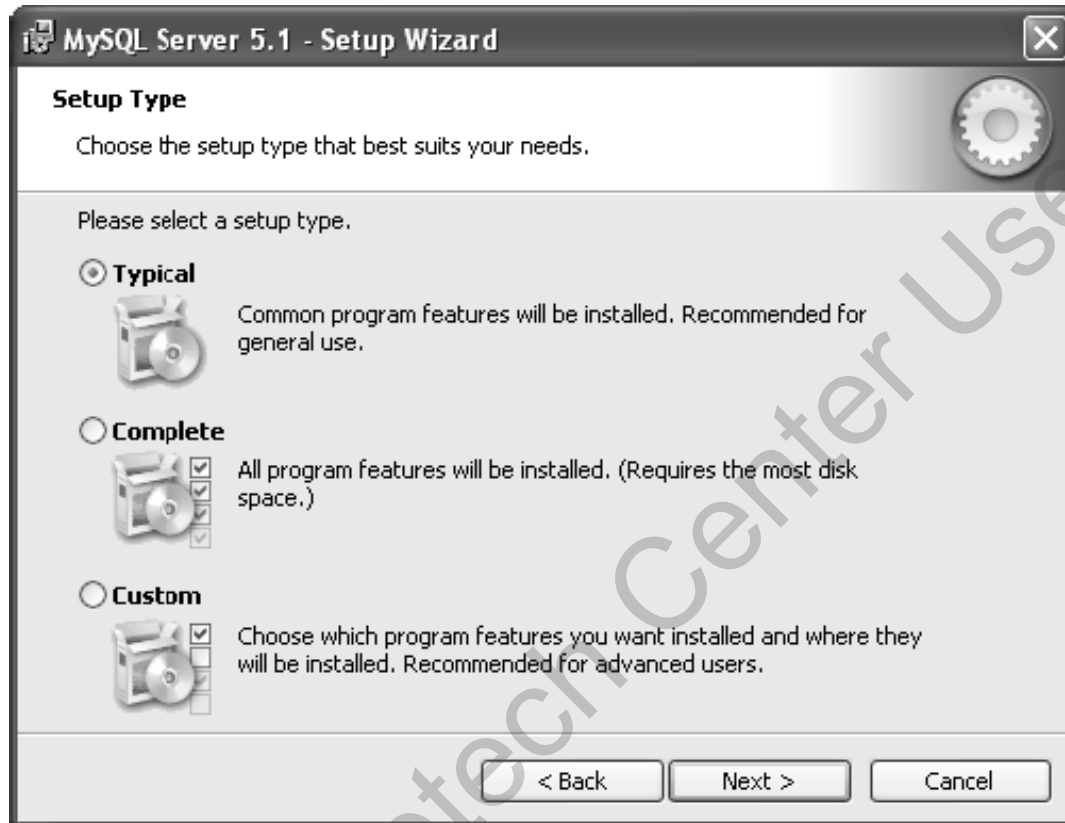 MySQL Server 5.1 - Setup Wizard
Setup Type
Choose the setup type that best suits your needs.
Please select a setup type.
Typical
Common program features will be installed. Recommended for
general use.
Complete
All program features will be installed. (Requires the most disk
space.)
Custom
Choose which program features you want installed and where they
will be installed. Recommended for advanced users.
< Back
Next >
Cancel
tech Center Use